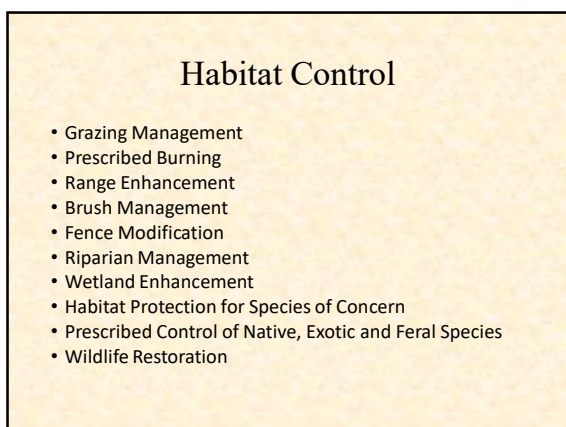 Habitat Control
• Grazing Management
• Prescribed Burning
• Range Enhancement
• Brush Management
• Fence Modification
• Riparian Management
• Wetland Enhancement
• Habitat Protection for Species of Concern
• Prescribed Control of Native, Exotic and Feral Species
• Wildlife Restoration